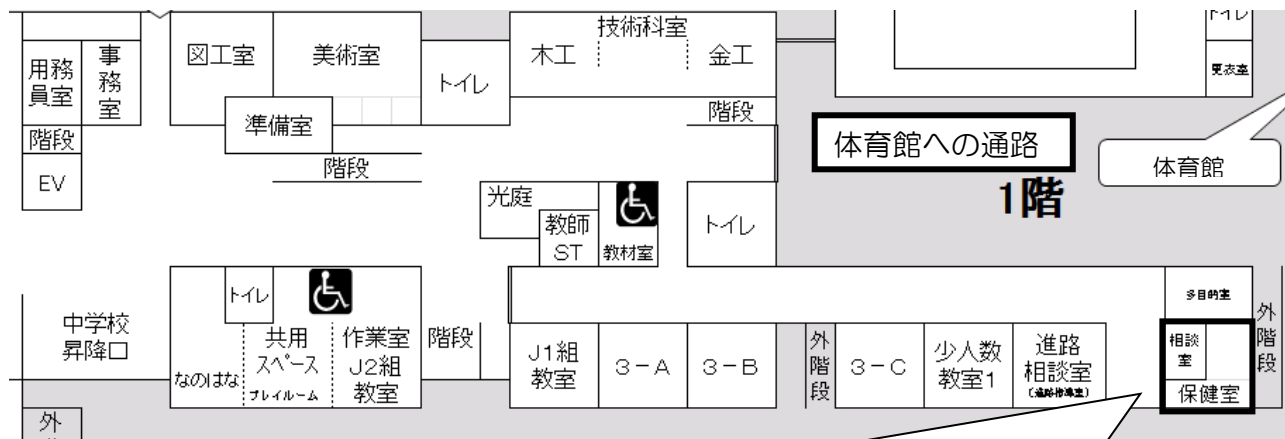 用務
員室
事
務
室
階段
EV
図工室
美術室
準備室
階段
トイレ
技術科室
木工
金工
階段
体育館への通路
1階
体育館
更衣室
光庭
教師
ST
教材室
トイレ
中学校
昇降口
なのはな
トイレ
共用
スペース
プレイルーム
作業室
J2組
教室
階段
J1組
教室
3-A
3-B
外
階
段
3-C
少人数
教室1
進路
相談室
多目的室
相談
室
保健室
外
階
段
外